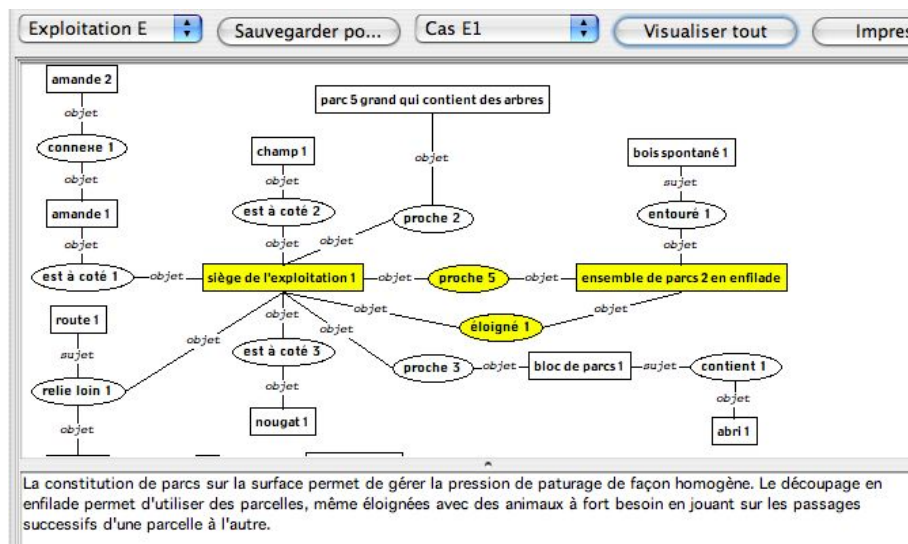 Exploitation E
Sauvegarder po...
Cas E1
Visualiser tout
Impres
amande 2
parc 5 grand qui contient des arbres
objet
objet
connexe 1
champ 1
bois spontané 1
objet
objet
objet
sujet
amande 1
est à coté 2
proche 2
entouré 1
objet
objet
objet
objet
est à coté 1
objet
siège de l'exploitation 1
objet
proche 5
objet
ensemble de parcs 2 en enfilade
route 1
objet
objet
objet
éloigné 1
objet
sujet
est à coté 3
objet
relie loin 1
proche 3
objet
bloc de parcs 1
sujet
contient 1
objet
objet
objet
nougat 1
abri 1
La constitution de parcs sur la surface permet de gérer la pression de paturage de façon homogène. Le découpage en
enfilade permet d'utiliser des parcelles, même éloignées avec des animaux à fort besoin en jouant sur les passages
successifs d'une parcelle à l'autre.